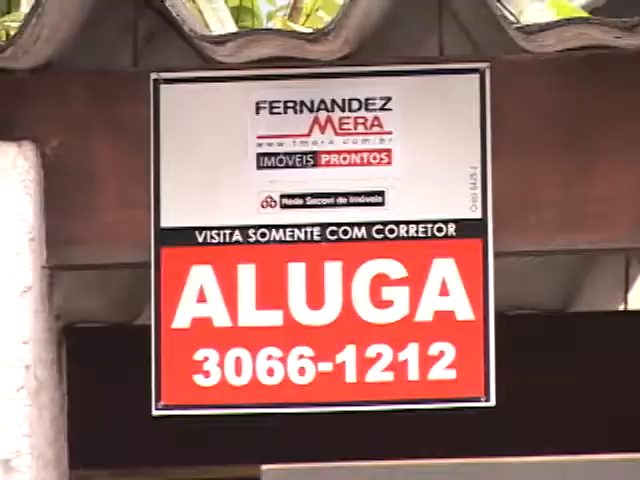 FERNANDEZ
MERA
www.fmera.com.br
IMÓVEIS PRONTOS
Rede Secovi de Imóveis
VISITA SOMENTE COM CORRETOR
ALUGA
3066-1212